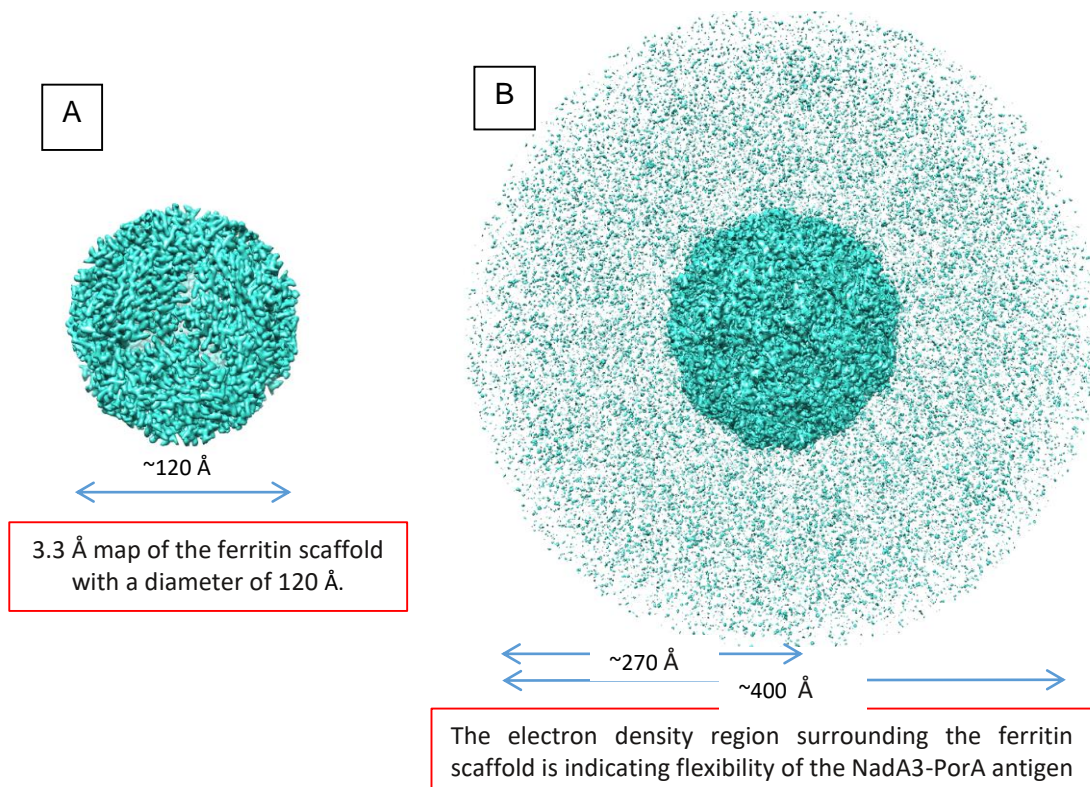 A
B
~120 Å
3.3 Å map of the ferritin scaffold
with a diameter of 120 Å.
~270 Å
~400 Å
The electron density region surrounding the ferritin
scaffold is indicating flexibility of the NadA3-PorA antigen